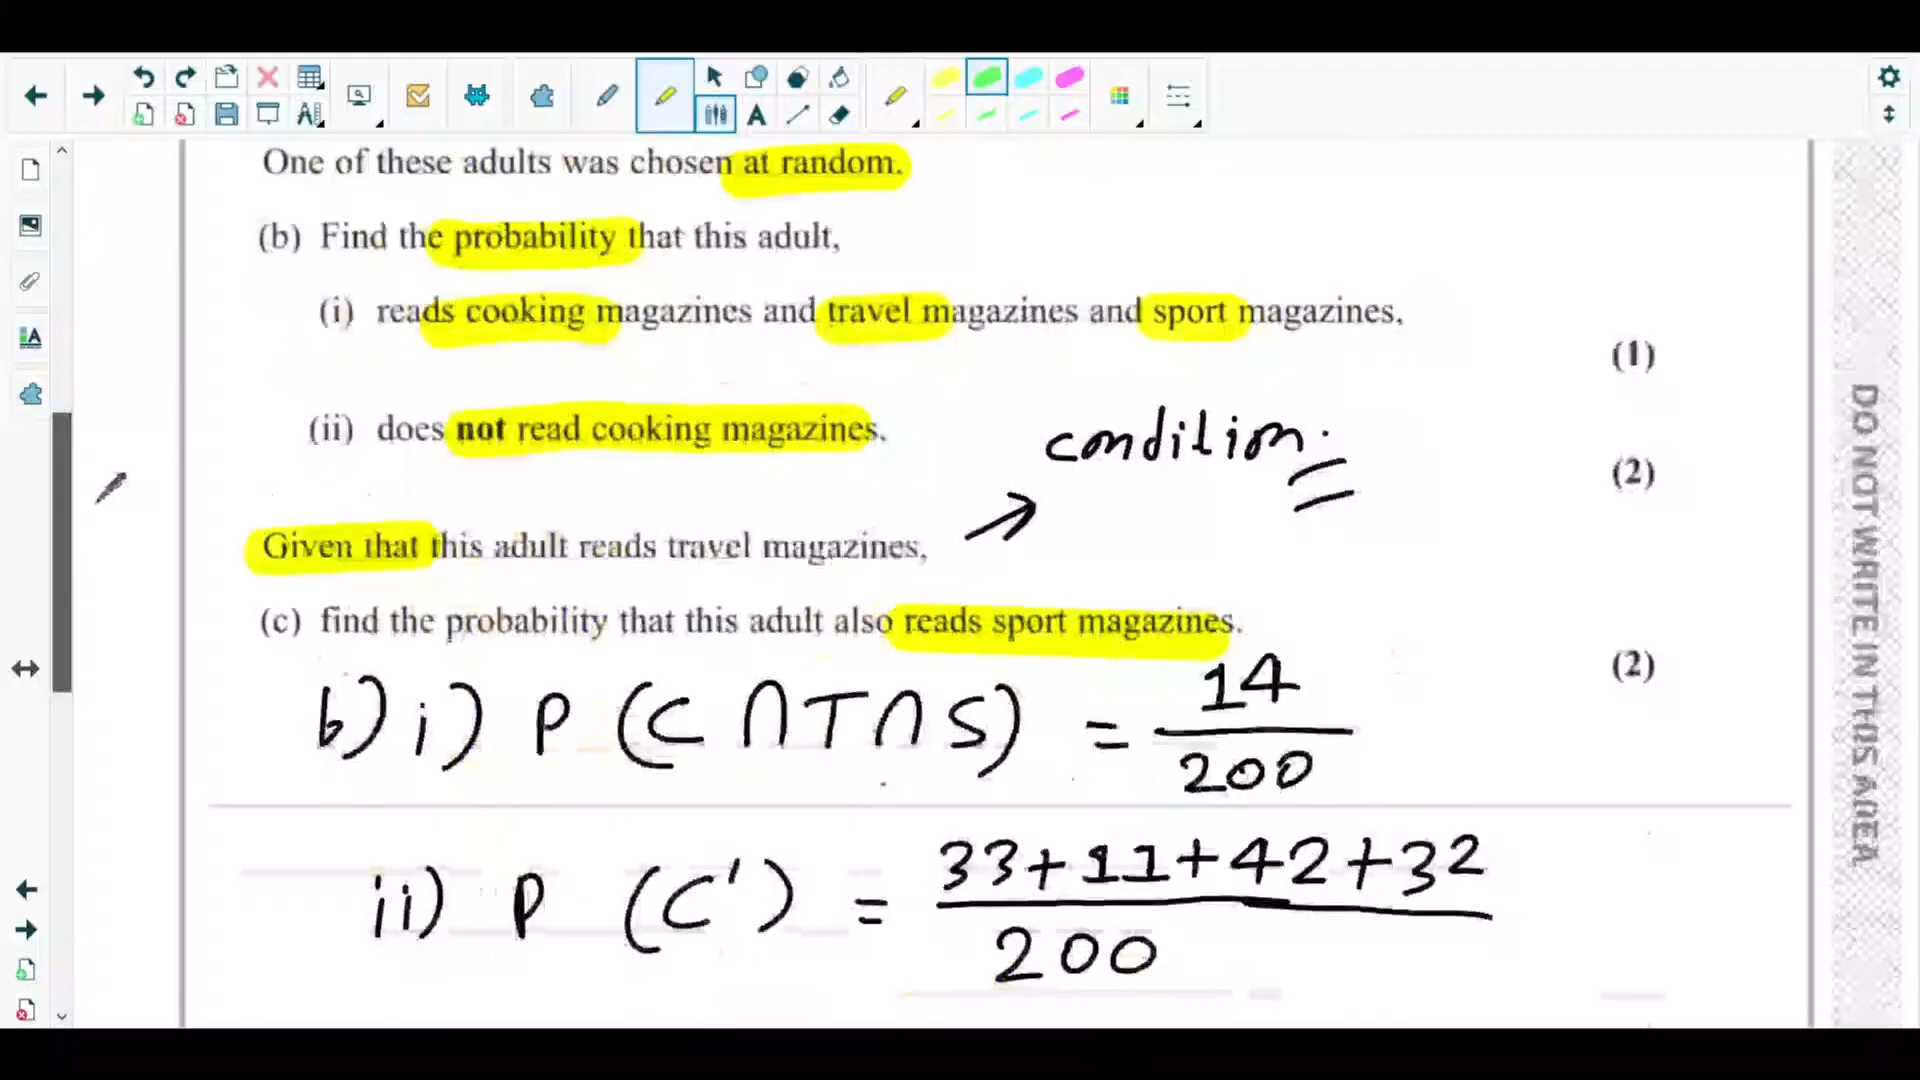 One of these adults was chosen at random.
(b) Find the probability that this adult,
(i) reads cooking magazines and travel magazines and sport magazines,
(1)
(ii) does not read cooking magazines.
condition.
(2)
Given that this adult reads travel magazines,
(c) find the probability that this adult also reads sport magazines.
(2)
b) i) P (C ∩ T ∩ S) = 14/200
ii) P (C') = 33+11+42+32/200
DO NOT WRITE IN THIS AREA